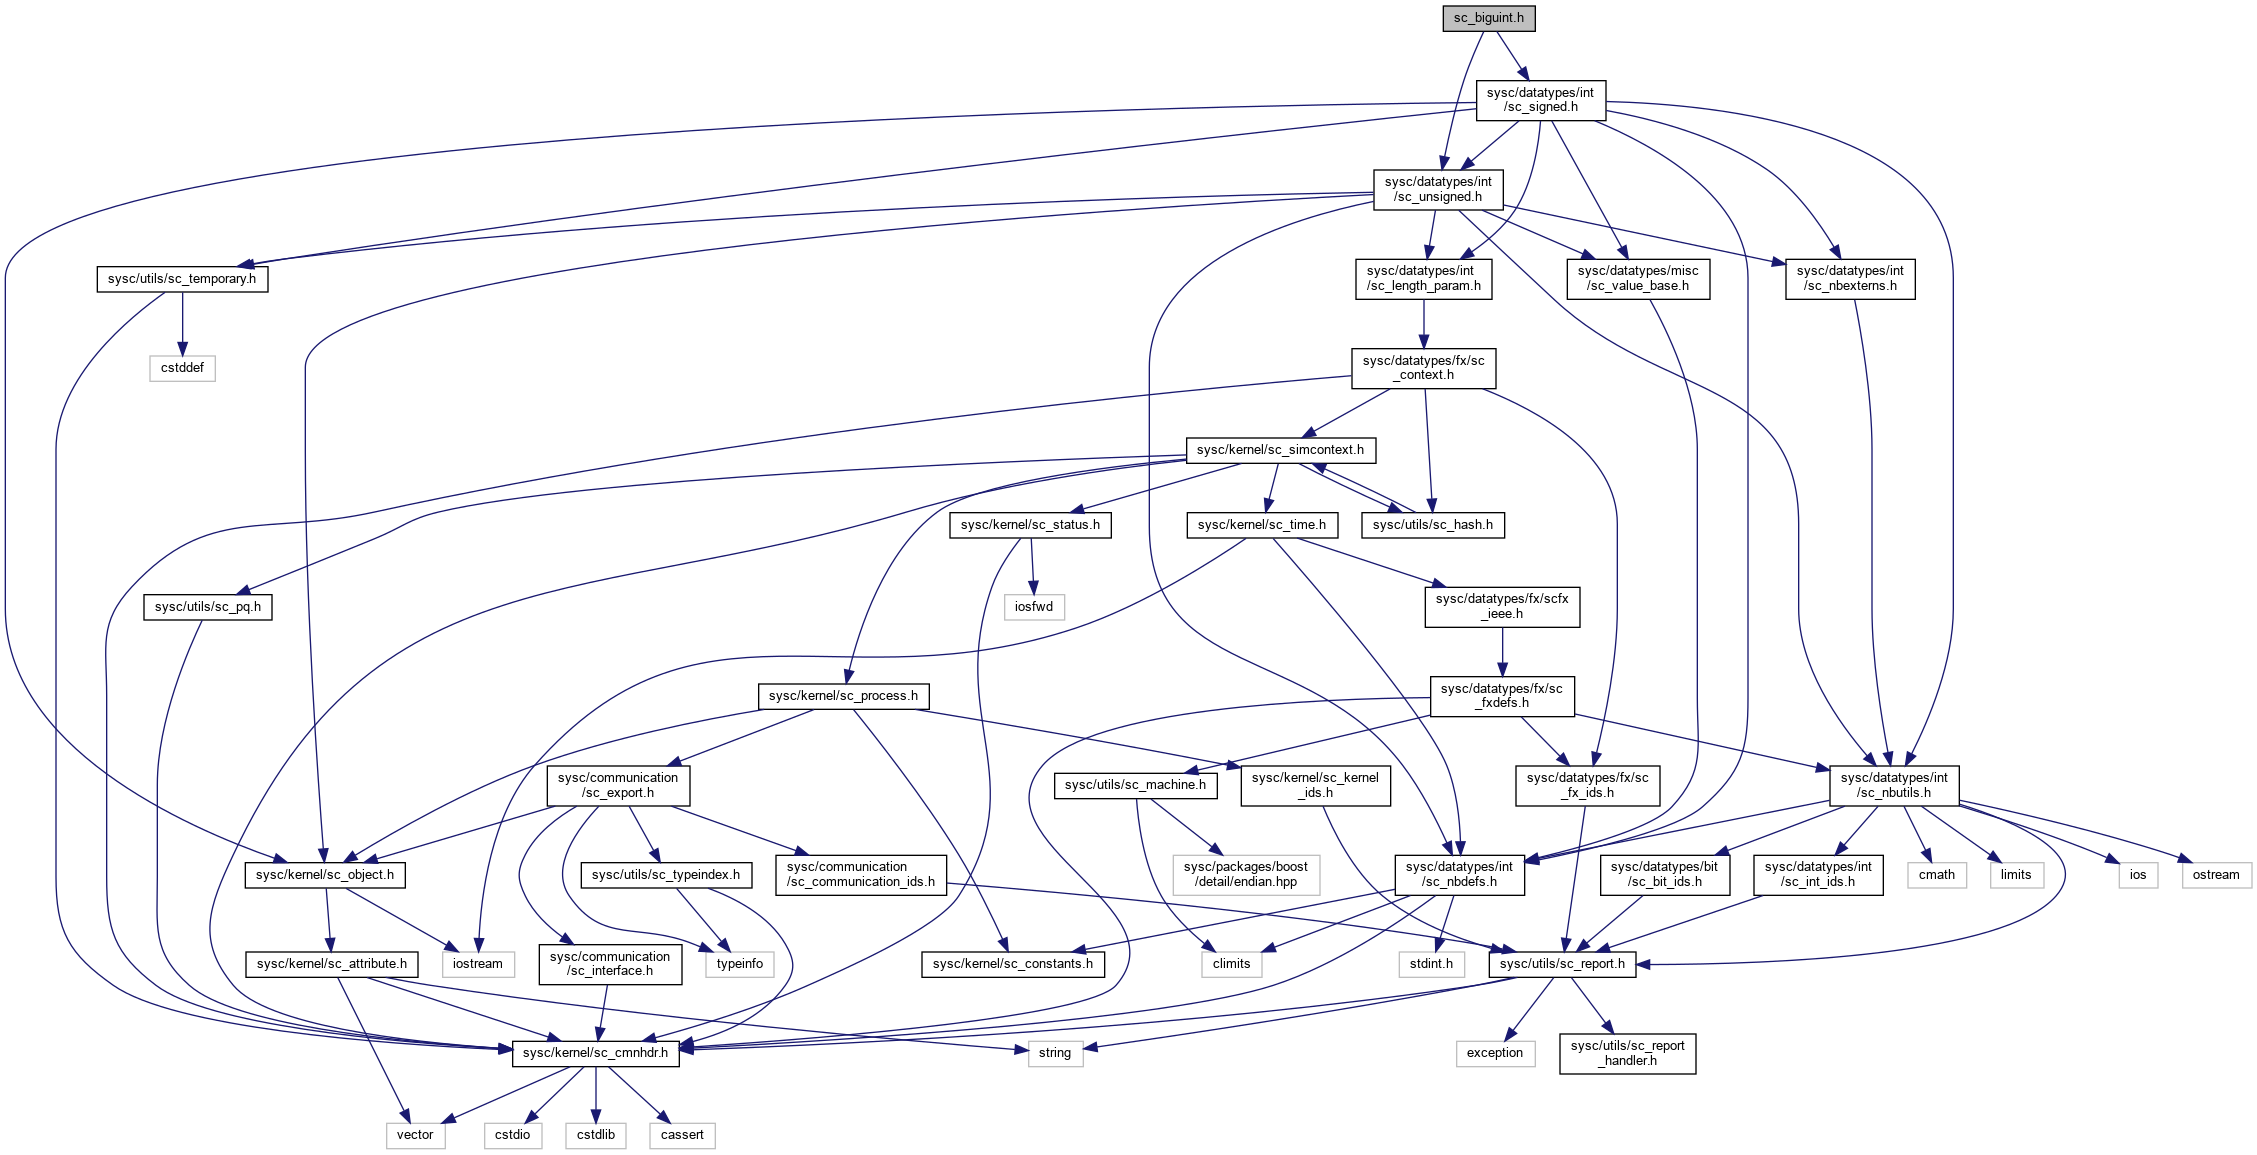 sc_biguint.h
sysc/datatypes/int
/sc_signed.h
sysc/datatypes/int
/sc_unsigned.h
sysc/utils/sc_temporary.h
sysc/datatypes/int
/sc_length_param.h
sysc/datatypes/misc
/sc_value_base.h
sysc/datatypes/int
/sc_nbexterns.h
cstddef
sysc/datatypes/fx/sc
_context.h
sysc/kernel/sc_simcontext.h
sysc/kernel/sc_status.h
sysc/kernel/sc_time.h
sysc/utils/sc_hash.h
sysc/utils/sc_pq.h
iosfwd
sysc/datatypes/fx/scfx
_ieee.h
sysc/kernel/sc_process.h
sysc/datatypes/fx/sc
_fxdefs.h
sysc/communication
/sc_export.h
sysc/utils/sc_machine.h
sysc/kernel/sc_kernel
_ids.h
sysc/datatypes/fx/sc
_fx_ids.h
sysc/datatypes/int
/sc_nbutils.h
sysc/kernel/sc_object.h
sysc/utils/sc_typeindex.h
sysc/communication
/sc_communication_ids.h
sysc/packages/boost
/detail/endian.hpp
sysc/datatypes/int
/sc_nbdefs.h
sysc/datatypes/bit
/sc_bit_ids.h
sysc/datatypes/int
/sc_int_ids.h
cmath
limits
ios
ostream
sysc/kernel/sc_attribute.h
iostream
sysc/communication
/sc_interface.h
typeinfo
sysc/kernel/sc_constants.h
climits
stdint.h
sysc/utils/sc_report.h
sysc/kernel/sc_cmnhdr.h
string
exception
sysc/utils/sc_report
_handler.h
vector
cstdio
cstdlib
cassert